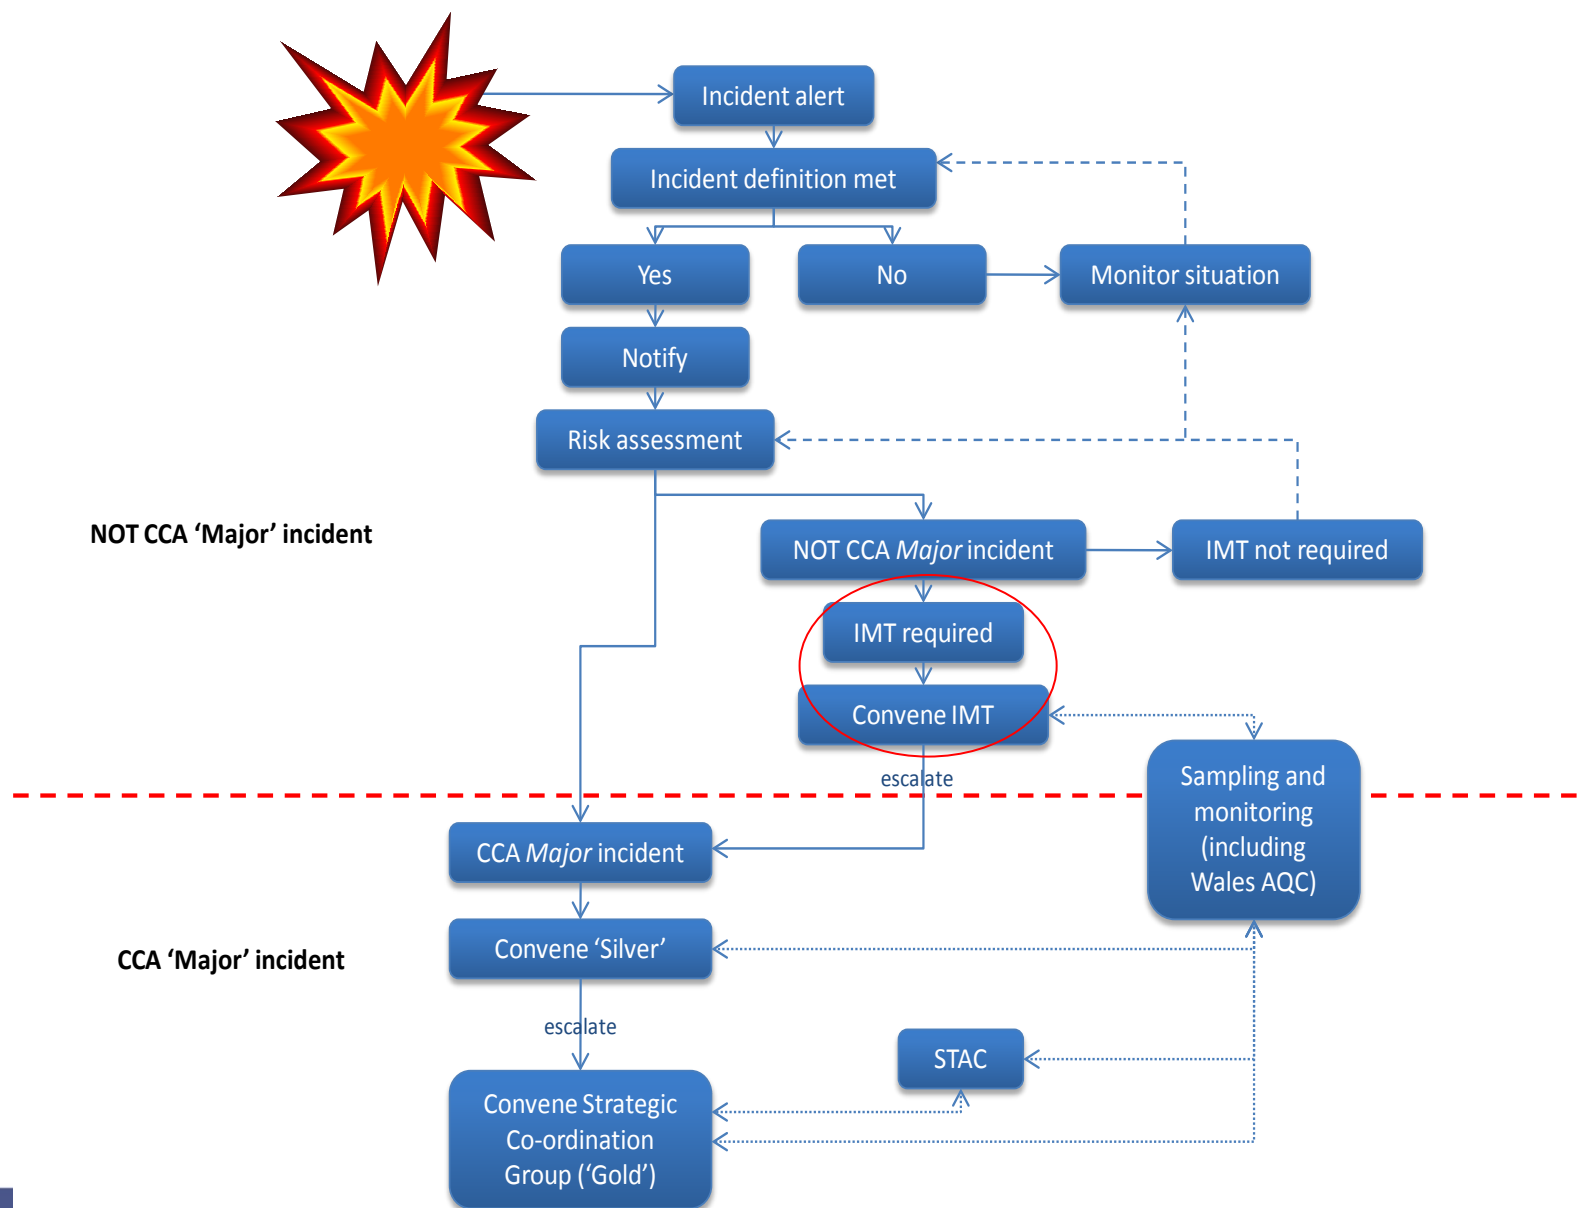 Incident alert
Incident definition met
Yes
No
Monitor situation
Notify
Risk assessment
NOT CCA ‘Major’ incident
NOT CCA Major incident
IMT not required
IMT required
Convene IMT
escalate
Sampling and
monitoring
(including
Wales AQC)
CCA Major incident
CCA ‘Major’ incident
Convene ‘Silver’
escalate
STAC
Convene Strategic
Co-ordination
Group (‘Gold’)